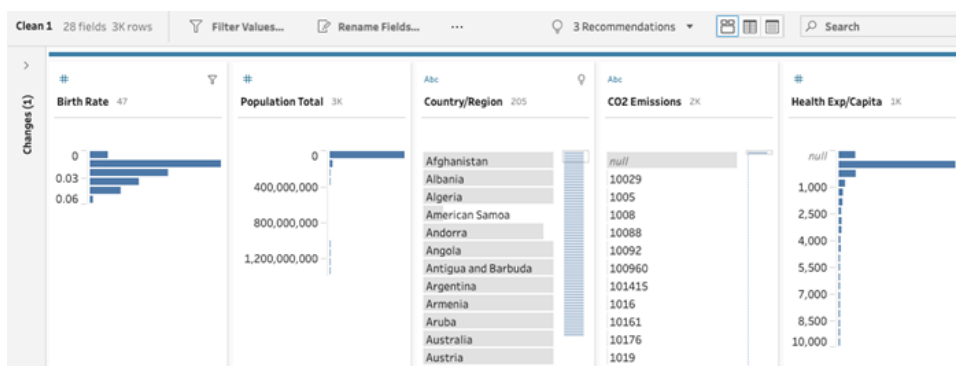 Clean 1 28 fields 3K rows Filter Values... Rename Fields... ... 3 Recommendations Search
Changes (1)
#
Birth Rate 47
0
0.03
0.06
#
Population Total 3K
0
400,000,000
800,000,000
1,200,000,000
Abc
Country/Region 205
Afghanistan
Albania
Algeria
American Samoa
Andorra
Angola
Antigua and Barbuda
Argentina
Armenia
Aruba
Australia
Austria
Abc
CO2 Emissions 2K
null
10029
1005
1008
10088
10092
100960
101415
1016
10161
10176
1019
#
Health Exp/Capita 1K
null
1,000
2,500
4,000
5,500
7,000
8,500
10,000